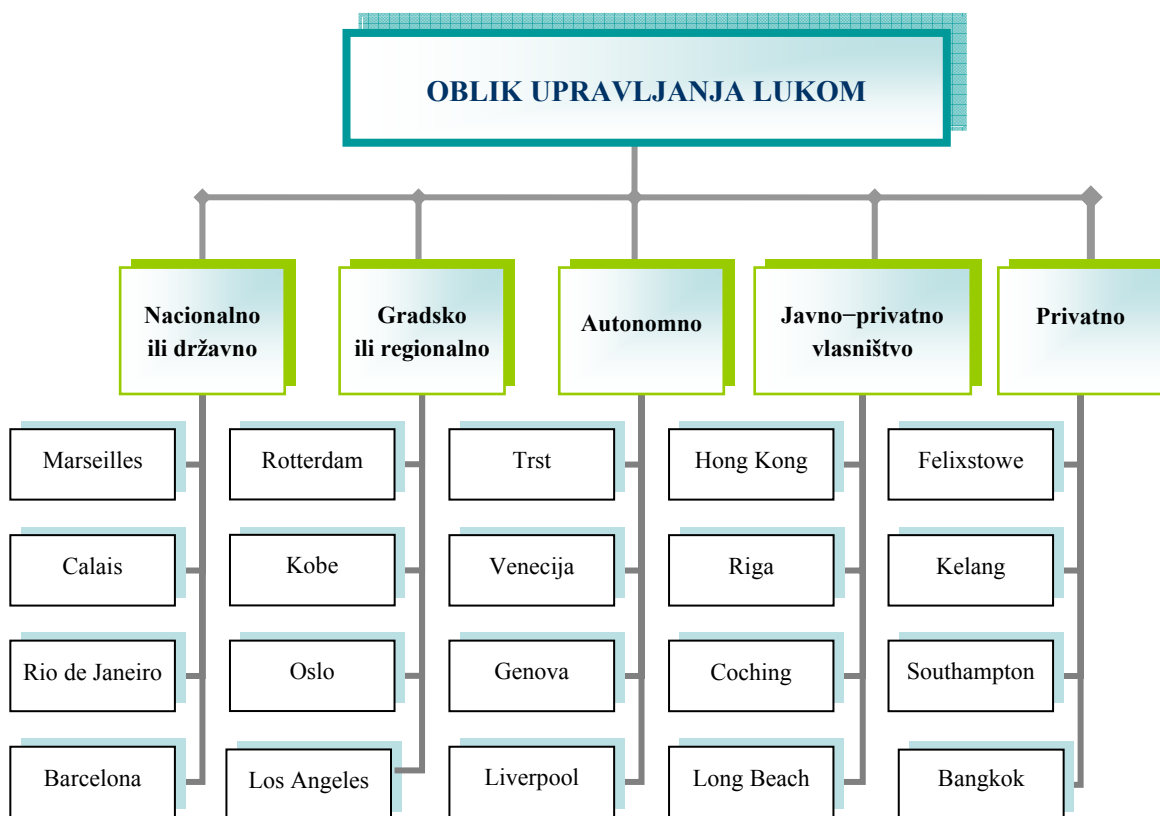 OBLIK UPRAVLJANJA LUKOM
Nacionalno
ili državno
Gradsko
ili regionalno
Autonomno
Javno−privatno
vlasništvo
Privatno
Marseilles
Rotterdam
Trst
Hong Kong
Felixstowe
Calais
Kobe
Venecija
Riga
Kelang
Rio de Janeiro
Oslo
Genova
Coching
Southampton
Barcelona
Los Angeles
Liverpool
Long Beach
Bangkok